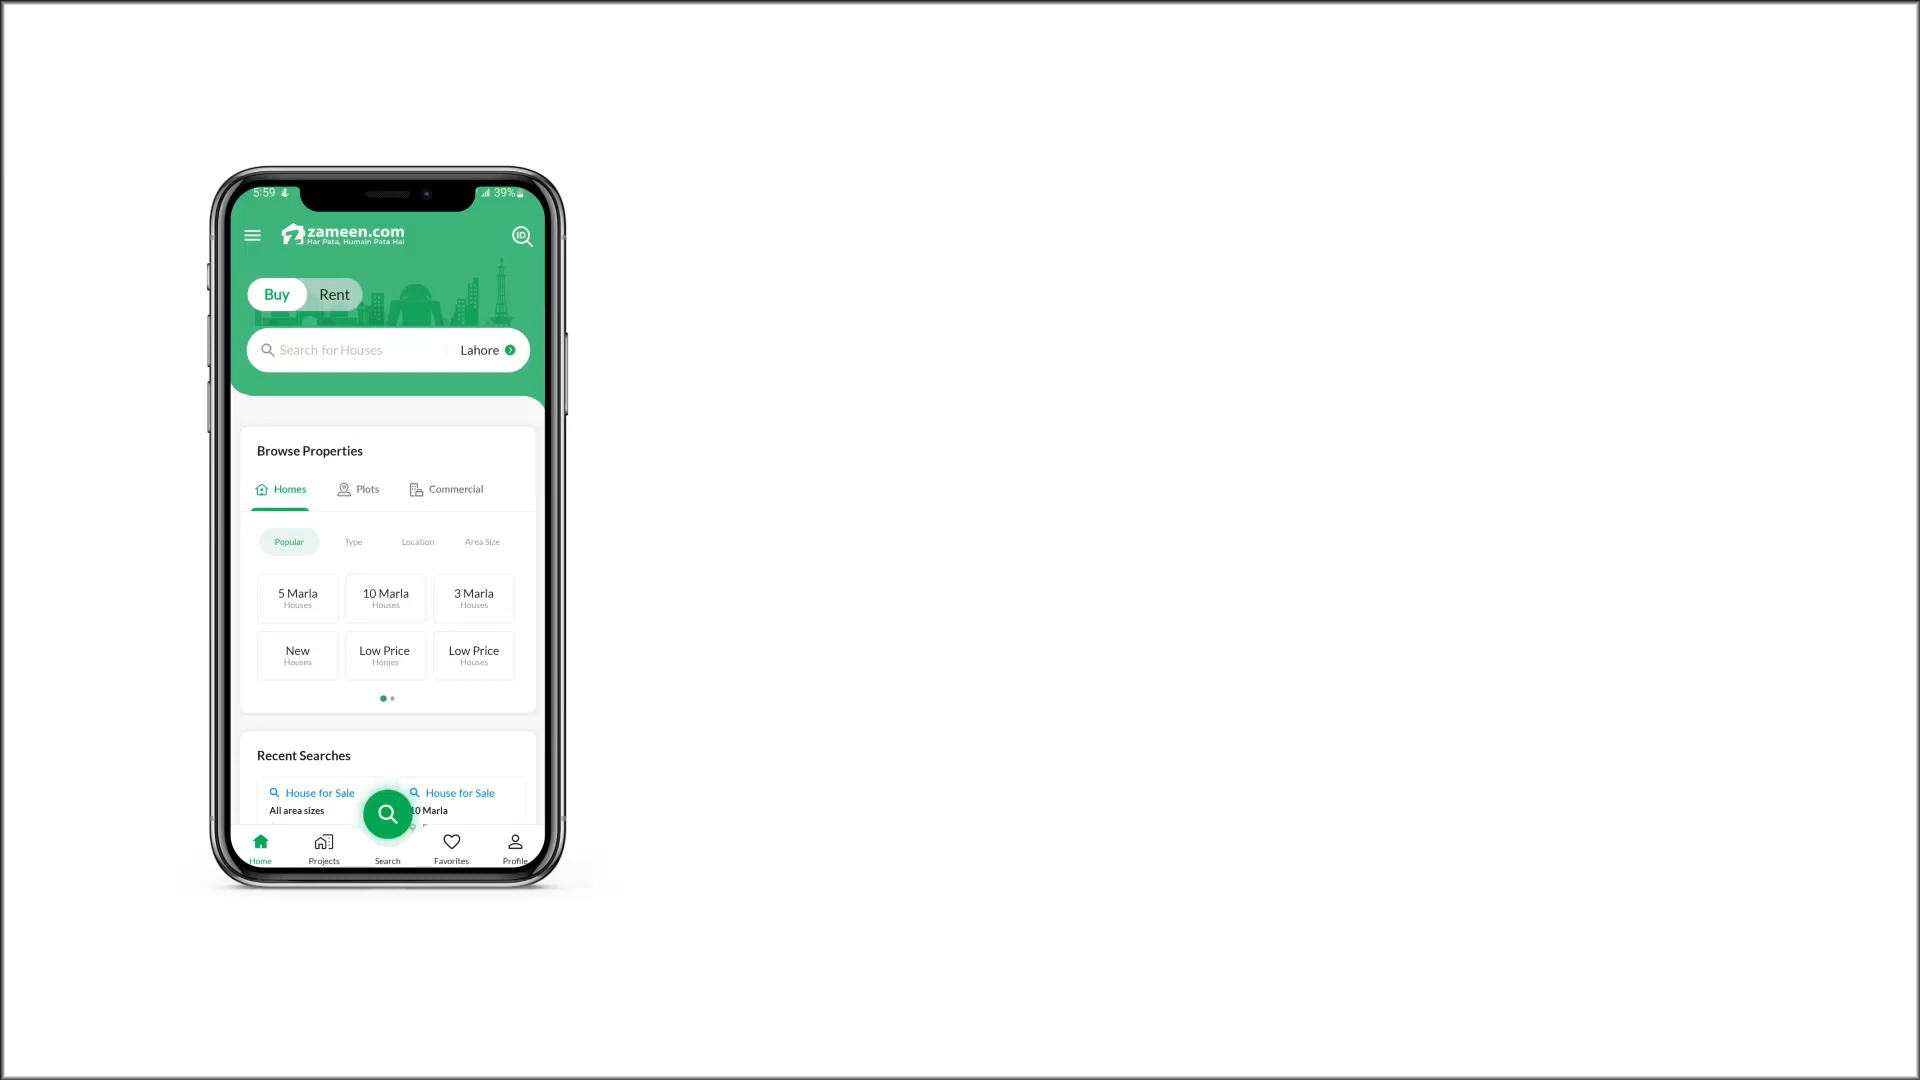 5:59
39%
zameen.com
Har Pata, Humain Pata Hai
ID
Buy Rent
Search for Houses Lahore
Browse Properties
Homes Plots Commercial
Popular Type Location Area Size
5 Marla 10 Marla 3 Marla
Houses Houses Houses
New Low Price Low Price
Houses Homes Houses
Recent Searches
House for Sale House for Sale
All area sizes 10 Marla
Home Projects Search Favorites Profile